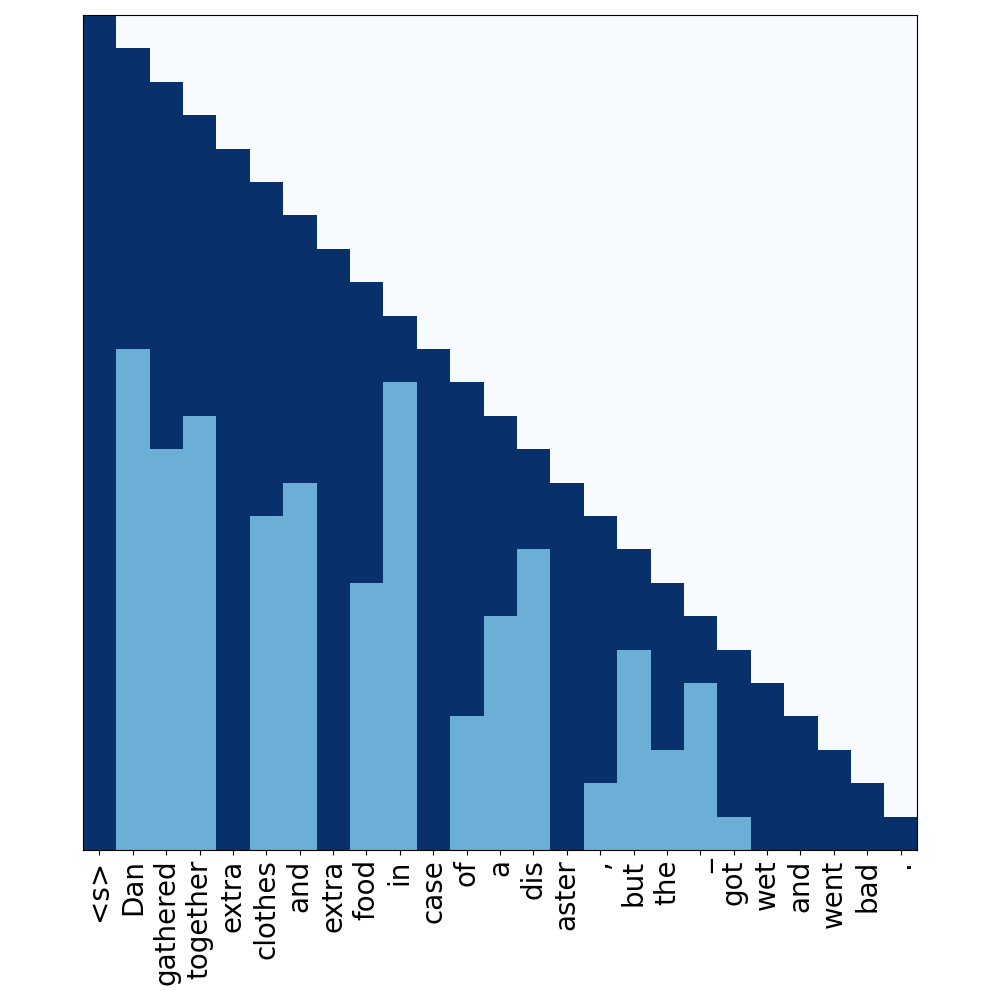 <s>
Dan
gathered
together
extra
clothes
and
extra
food
in
case
of
a
dis
aster
,
but
the
_
got
wet
and
went
bad
.